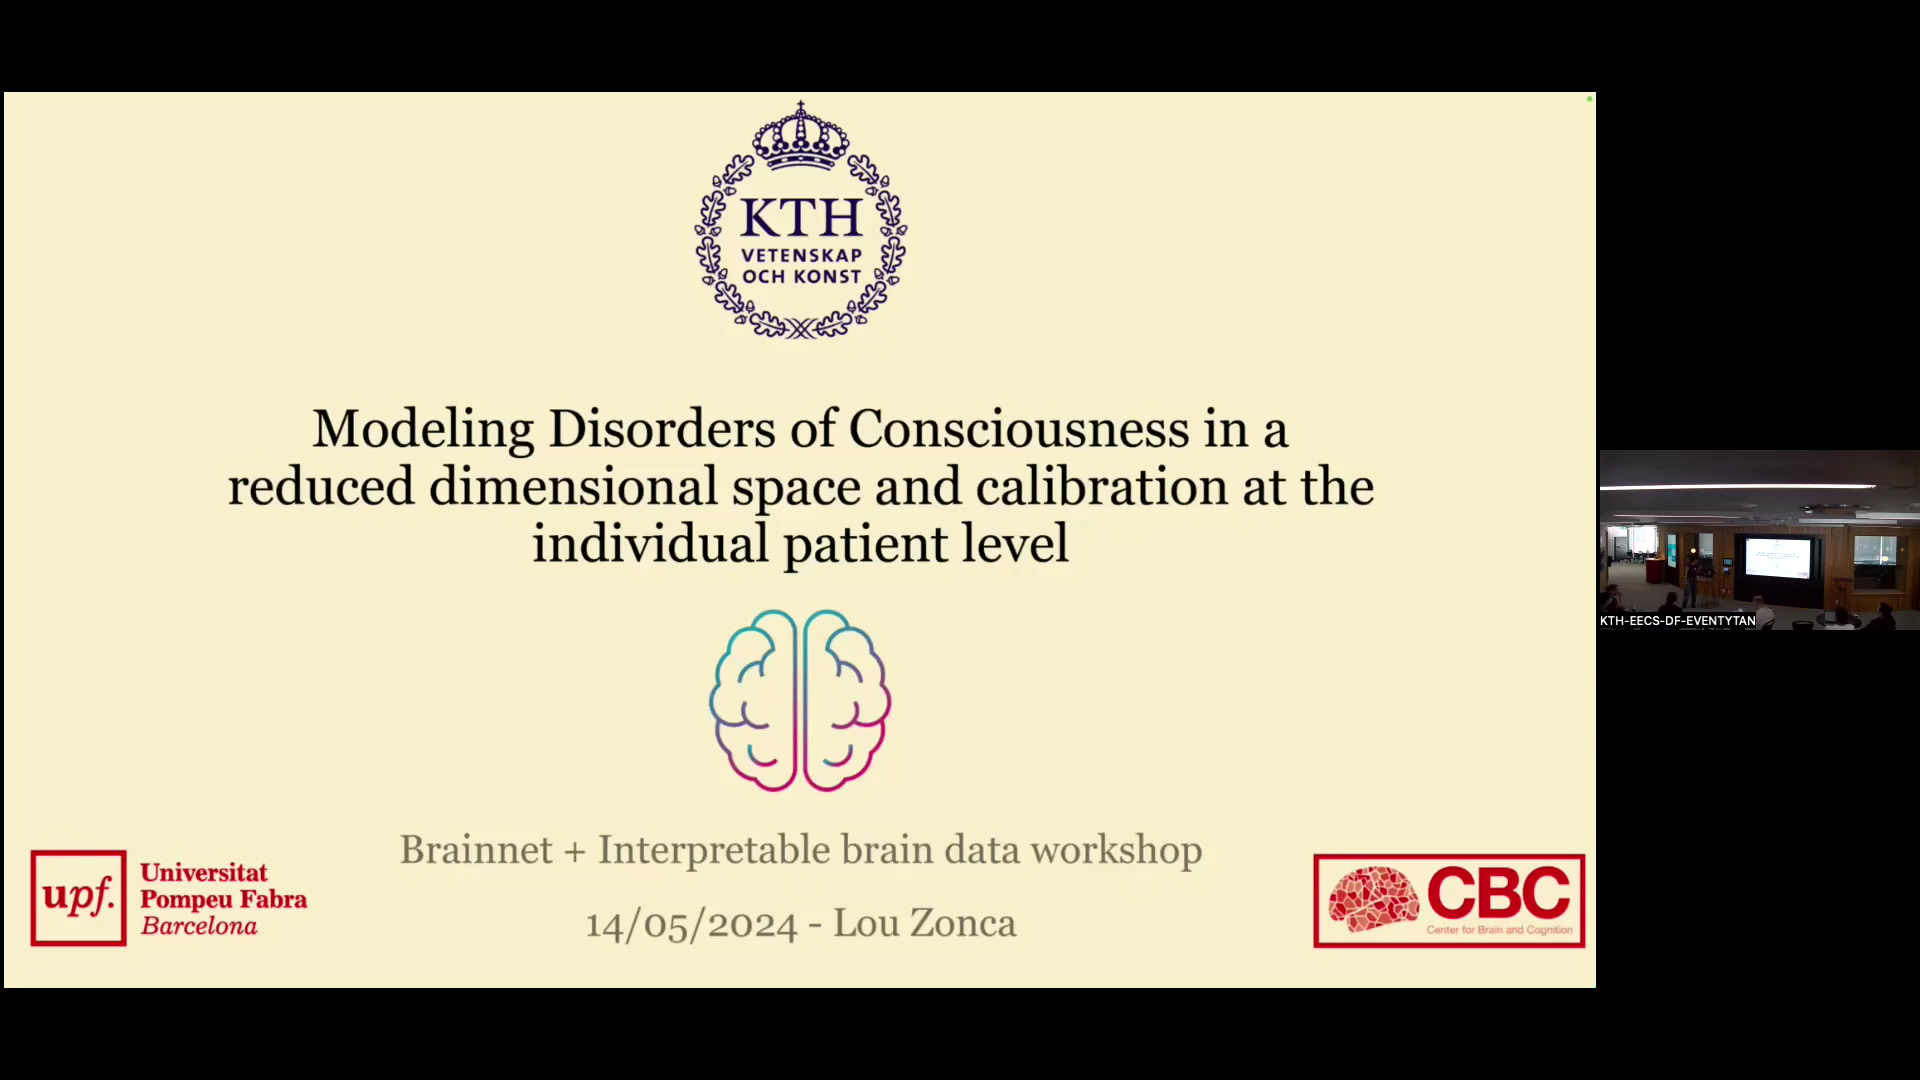 KTH
VETENSKAP
OCH KONST
Modeling Disorders of Consciousness in a
reduced dimensional space and calibration at the
individual patient level
Brainnet + Interpretable brain data workshop
14/05/2024 - Lou Zonca
upf.
Universitat
Pompeu Fabra
Barcelona
CBC
Center for Brain and Cognition
KTH-EECS-DF-EVENTYTAN